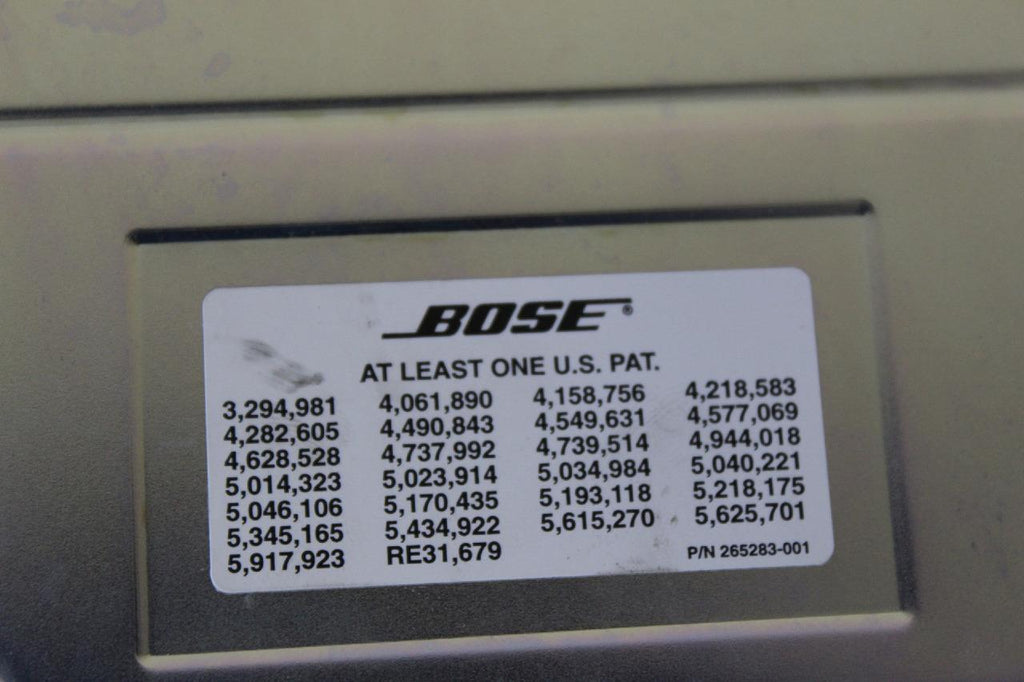 BOSE®
AT LEAST ONE U.S. PAT.
3,294,981 4,061,890 4,158,756 4,218,583
4,282,605 4,490,843 4,549,631 4,577,069
4,628,528 4,737,992 4,739,514 4,944,018
5,014,323 5,023,914 5,034,984 5,040,221
5,046,106 5,170,435 5,193,118 5,218,175
5,345,165 5,434,922 5,615,270 5,625,701
5,917,923 RE31,679 P/N 265283-001